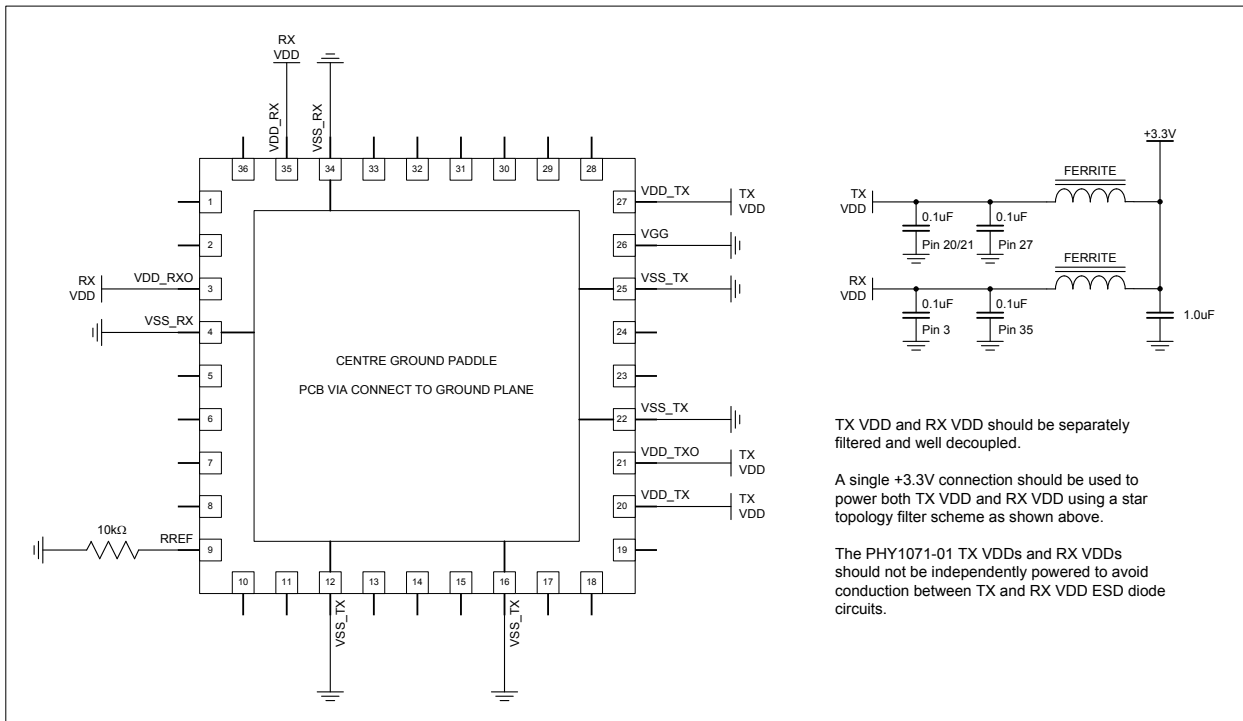 RX
VDD
VDD_RX
VSS_RX
36
35
34
33
32
31
30
29
28
1
2
RX
VDD
VDD_RXO
3
VSS_RX
4
5
6
7
8
10kΩ
RREF
9
CENTRE GROUND PADDLE
PCB VIA CONNECT TO GROUND PLANE
27
VDD_TX
TX
VDD
26
VGG
25
VSS_TX
24
23
22
VSS_TX
21
VDD_TXO
TX
VDD
20
VDD_TX
TX
VDD
19
10
11
12
13
14
15
16
17
18
VSS_TX
VSS_TX
+3.3V
FERRITE
TX
VDD
0.1uF
Pin 20/21
0.1uF
Pin 27
FERRITE
RX
VDD
0.1uF
Pin 3
0.1uF
Pin 35
1.0uF
TX VDD and RX VDD should be separately
filtered and well decoupled.
A single +3.3V connection should be used to
power both TX VDD and RX VDD using a star
topology filter scheme as shown above.
The PHY1071-01 TX VDDs and RX VDDs
should not be independently powered to avoid
conduction between TX and RX VDD ESD diode
circuits.